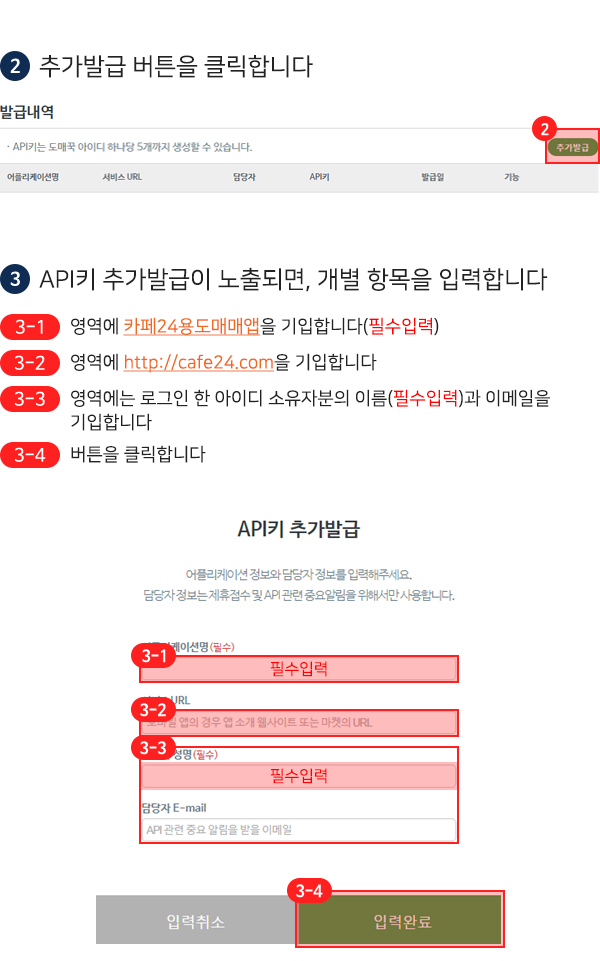 2 추가발급 버튼을 클릭합니다
발급내역
· API키는 도매꾹 아이디 하나당 5개까지 생성할 수 있습니다.
2
추가발급
어플리케이션명 서비스 URL 담당자 API키 발급일 기능
3 API키 추가발급이 노출되면, 개별 항목을 입력합니다
3-1 영역에 카페24용도매매앱을 기입합니다(필수입력)
3-2 영역에 http://cafe24.com을 기입합니다
3-3 영역에는 로그인 한 아이디 소유자분의 이름(필수입력)과 이메일을
기입합니다
3-4 버튼을 클릭합니다
API키 추가발급
어플리케이션 정보와 담당자 정보를 입력해주세요.
담당자 정보는 제휴접수 및 API 관련 중요알림을 위해서만 사용합니다.
케이션명(필수)
3-1
필수입력
URL
3-2
모바일 앱의 경우 앱 소개 웹사이트 또는 마켓의 URL
3-3
성명(필수)
필수입력
담당자 E-mail
API 관련 중요 알림을 받을 이메일
3-4
입력취소 입력완료